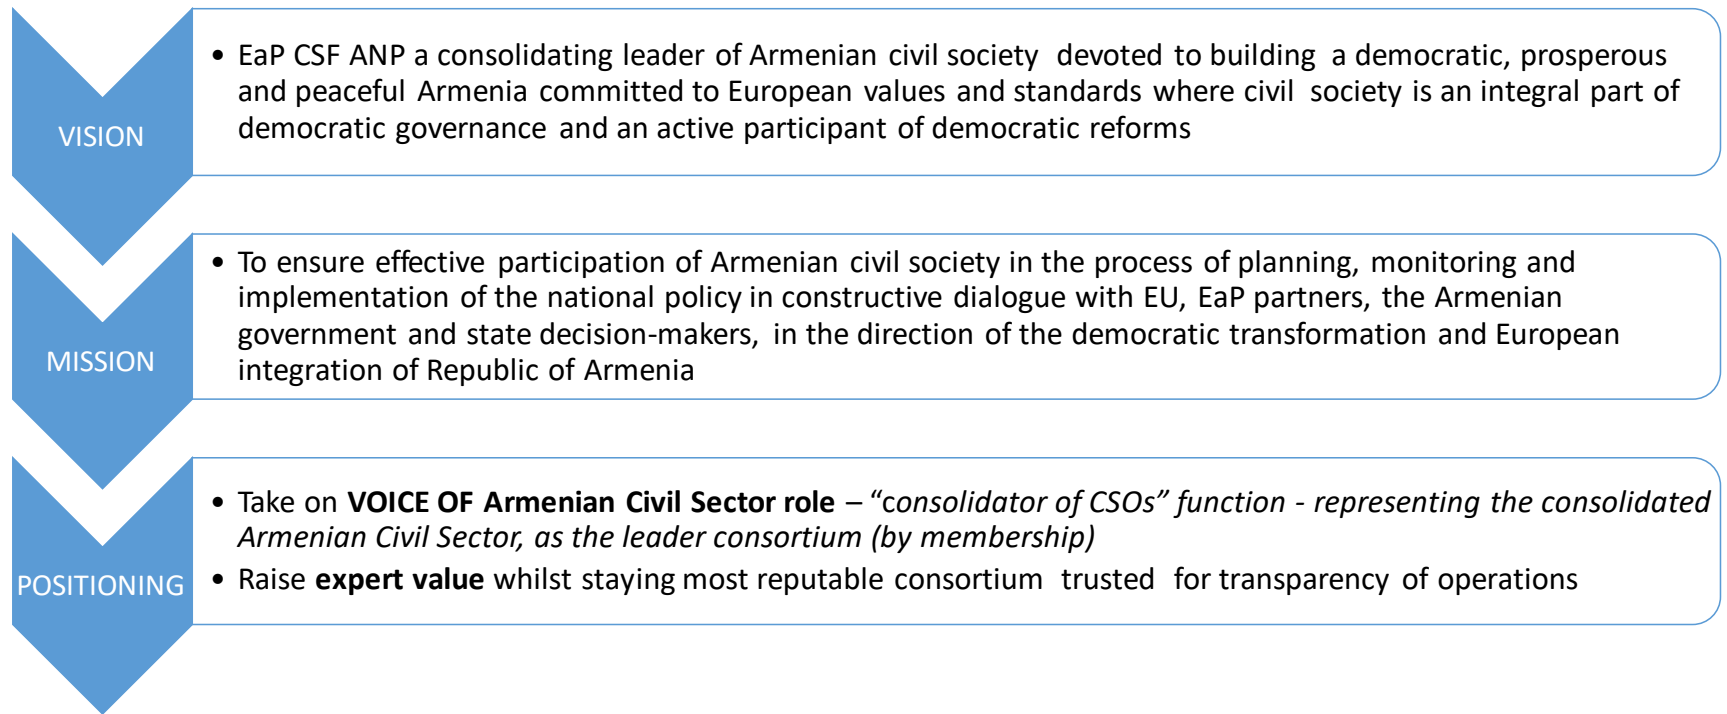 VISION
• EaP CSF ANP a consolidating leader of Armenian civil society devoted to building a democratic, prosperous
and peaceful Armenia committed to European values and standards where civil society is an integral part of
democratic governance and an active participant of democratic reforms
MISSION
• To ensure effective participation of Armenian civil society in the process of planning, monitoring and
implementation of the national policy in constructive dialogue with EU, EaP partners, the Armenian
government and state decision-makers, in the direction of the democratic transformation and European
integration of Republic of Armenia
POSITIONING
• Take on VOICE OF Armenian Civil Sector role – “consolidator of CSOs” function - representing the consolidated
Armenian Civil Sector, as the leader consortium (by membership)
• Raise expert value whilst staying most reputable consortium trusted for transparency of operations